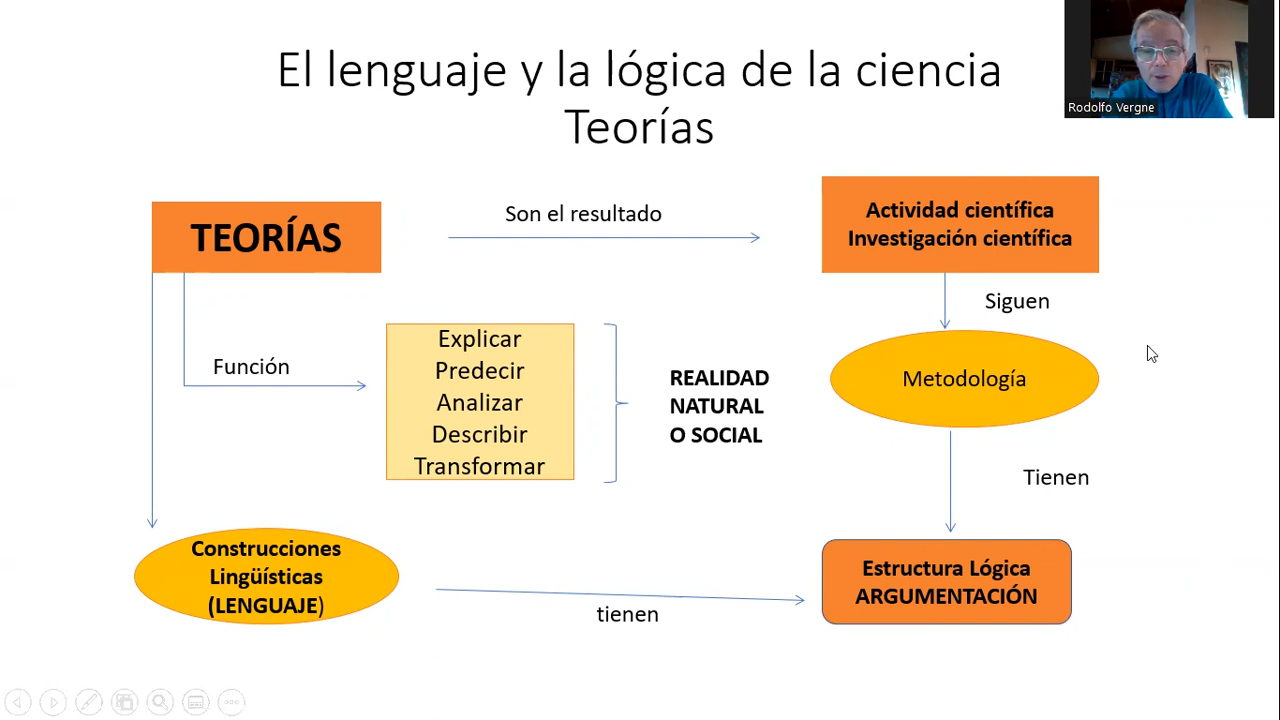 El lenguaje y la lógica de la ciencia
Teorías
Rodolfo Vergne
TEORÍAS
Son el resultado
Actividad científica
Investigación científica
Siguen
Función
Explicar
Predecir
Analizar
Describir
Transformar
REALIDAD
NATURAL
O SOCIAL
Metodología
Tienen
Construcciones
Lingüísticas
(LENGUAJE)
tienen
Estructura Lógica
ARGUMENTACIÓN